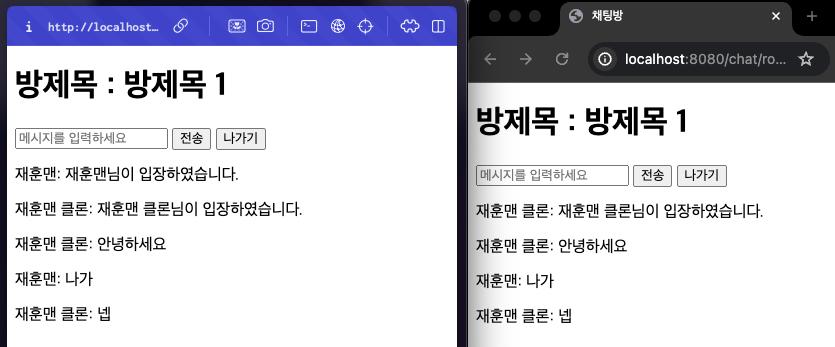 http://localhost...
방제목 : 방제목 1
메시지를 입력하세요 전송 나가기
재훈맨: 재훈맨님이 입장하였습니다.
재훈맨 클론: 재훈맨 클론님이 입장하였습니다.
재훈맨 클론: 안녕하세요
재훈맨: 나가
재훈맨 클론: 넵
채팅방
localhost:8080/chat/ro...
방제목 : 방제목 1
메시지를 입력하세요 전송 나가기
재훈맨 클론: 재훈맨 클론님이 입장하였습니다.
재훈맨 클론: 안녕하세요
재훈맨: 나가
재훈맨 클론: 넵